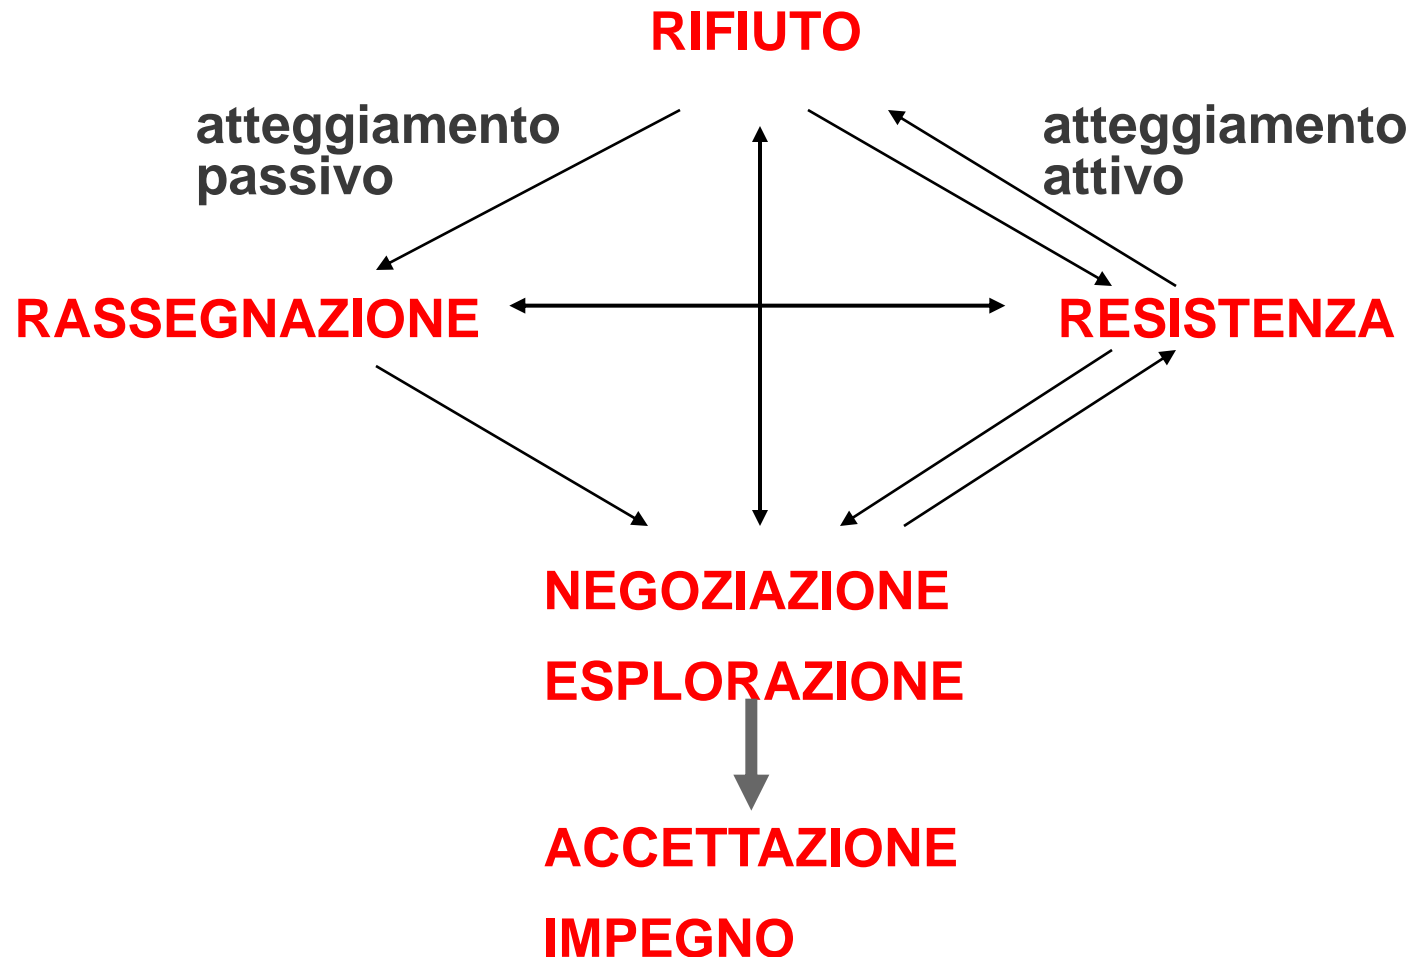 RIFIUTO
atteggiamento
passivo
atteggiamento
attivo
RASSEGNAZIONE
RESISTENZA
NEGOZIAZIONE
ESPLORAZIONE
ACCETTAZIONE
IMPEGNO